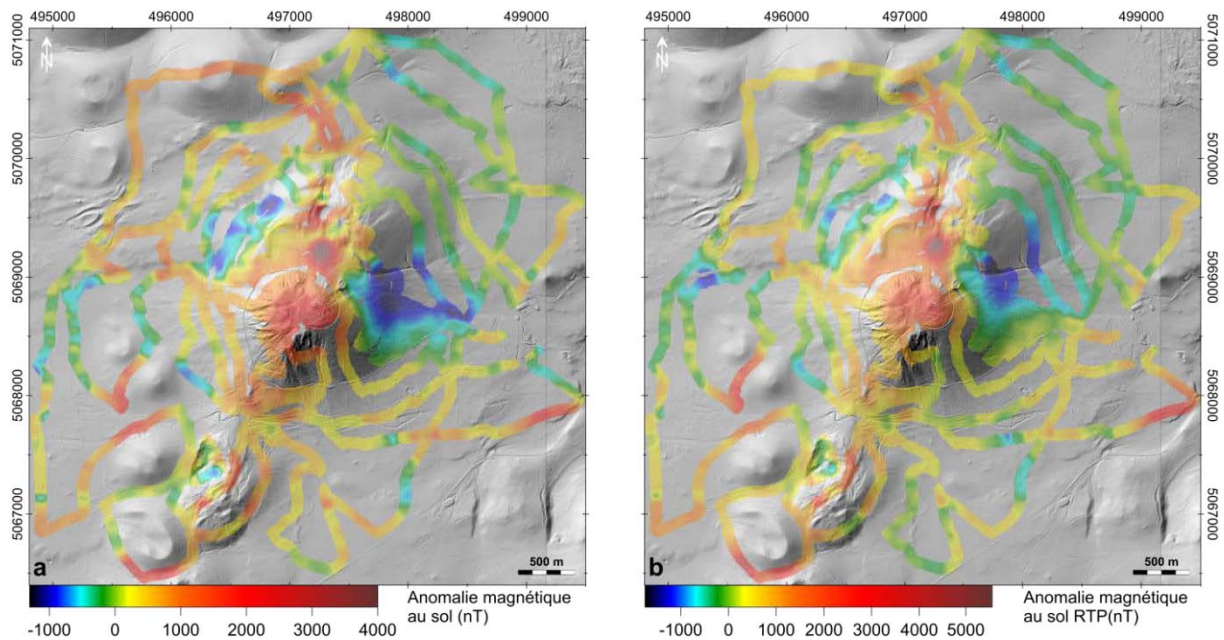 495000 496000 497000 498000 499000
495000 496000 497000 498000 499000
5071000
5070000
5069000
5068000
5067000
5071000
5070000
5069000
5068000
5067000
N
N
500 m
500 m
a
b
-1000 0 1000 2000 3000 4000
Anomalie magnétique
au sol (nT)
-1000 0 1000 2000 3000 4000 5000
Anomalie magnétique
au sol RTP(nT)